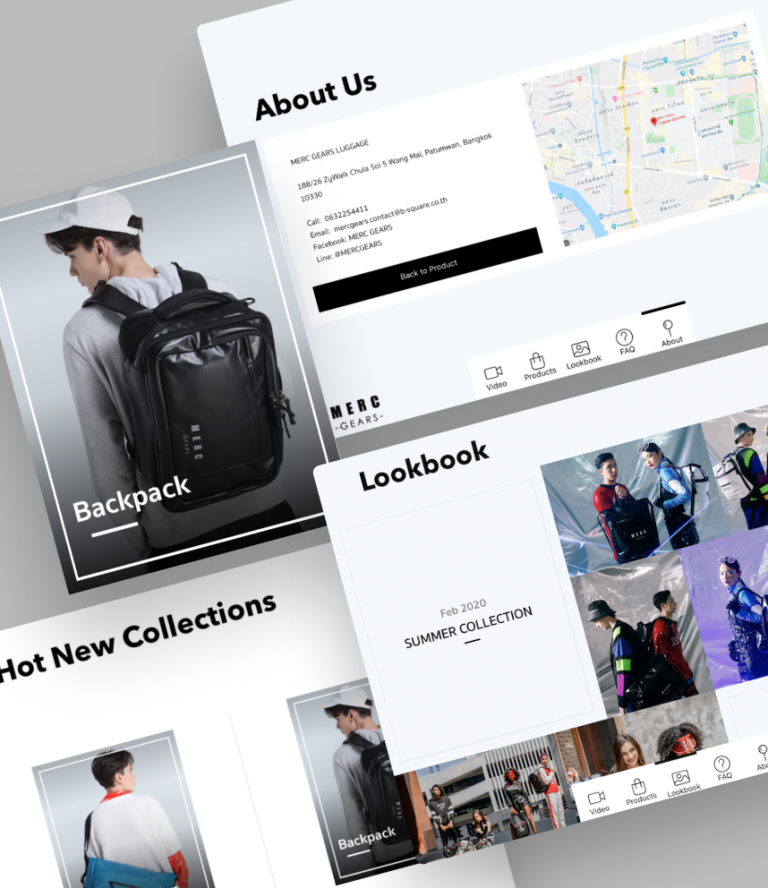 About Us
MERC GEARS LUGGAGE
188/26 ZyWalk Chula Soi 5 Wang Mai, Patumwan, Bangkok
10330
Call: 0632254411
Email: mercgears.contact@b-square.co.th
Facebook: MERC GEARS
Line: @MERCGEARS
Back to Product
Video
Products
Lookbook
FAQ
About
MERC
-GEARS-
MERC
GEARS
Backpack
Lookbook
Feb 2020
SUMMER COLLECTION
Hot New Collections
Backpack
Video
Products
Lookbook
FAQ